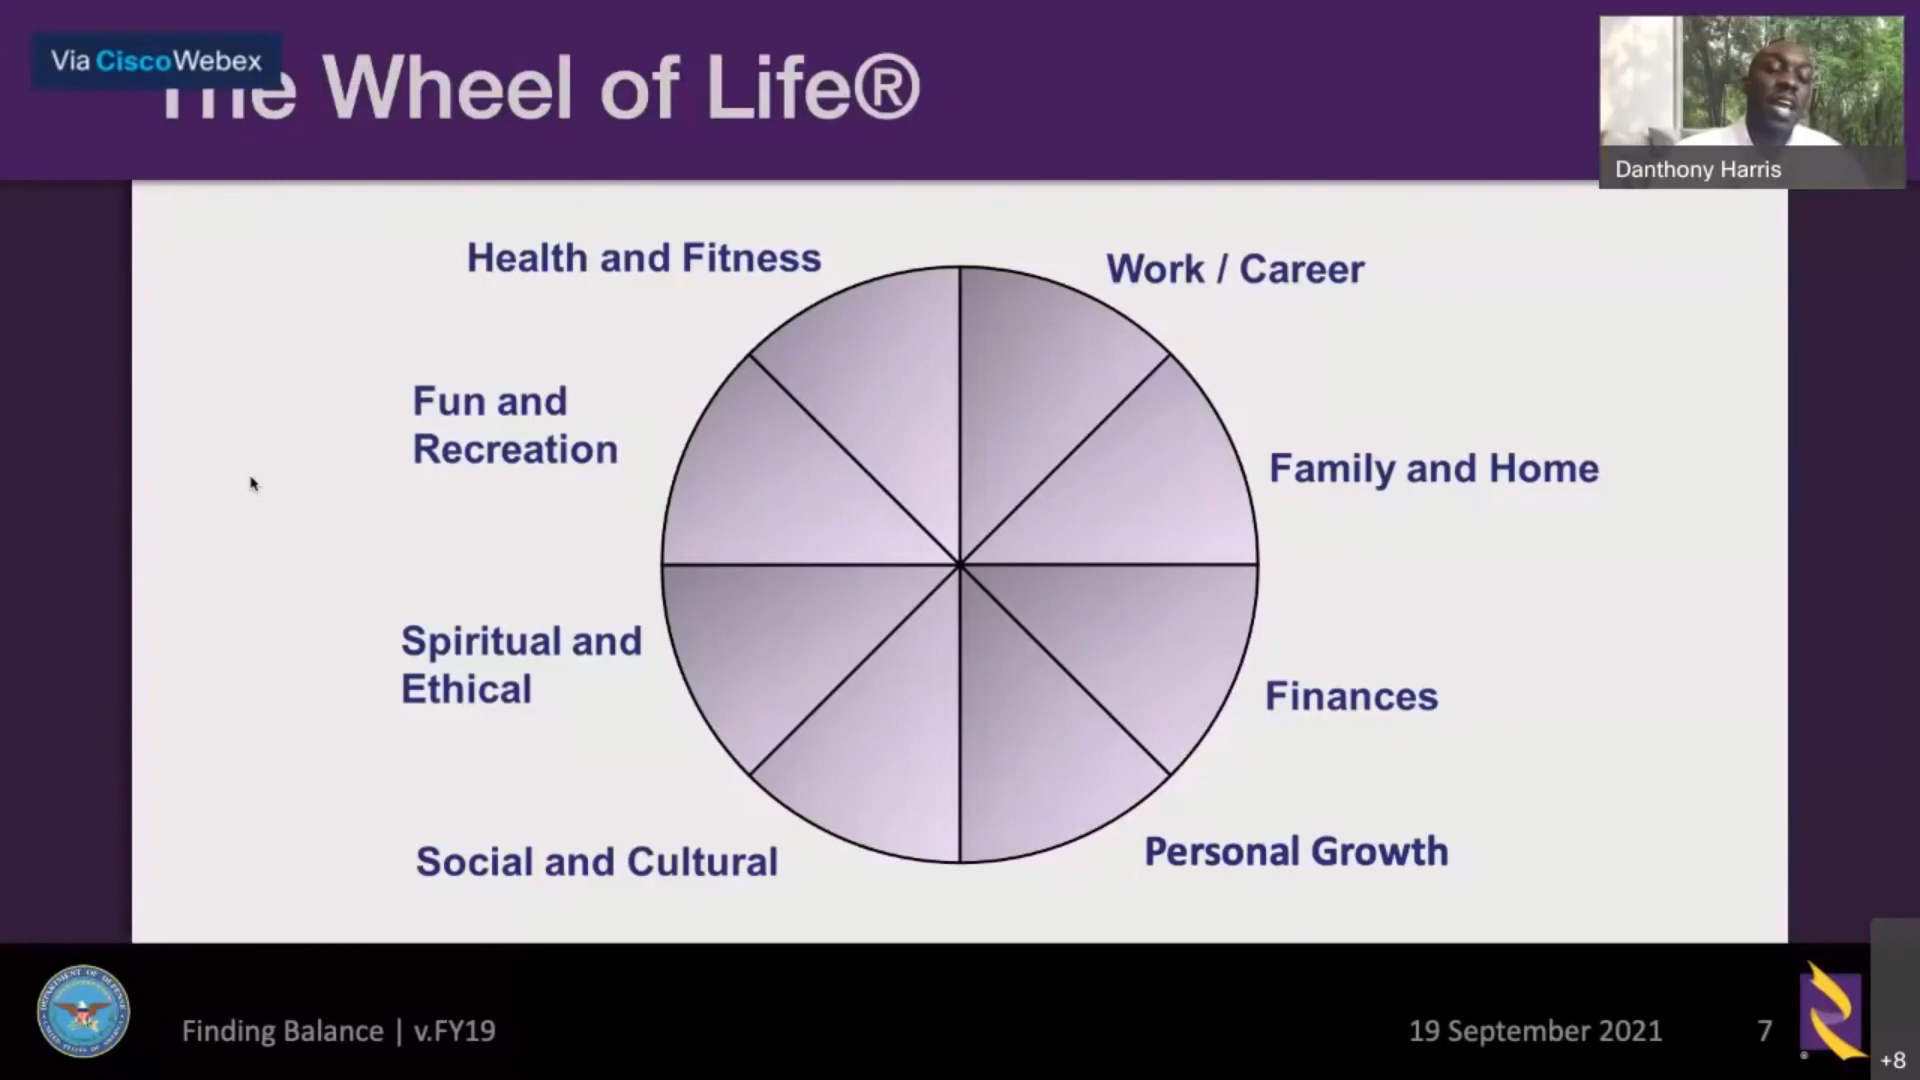 Via CiscoWebex
The Wheel of Life®
Danthony Harris
Health and Fitness
Work / Career
Fun and
Recreation
Family and Home
Spiritual and
Ethical
Finances
Social and Cultural
Personal Growth
Finding Balance | v.FY19
19 September 2021
7
®
+8